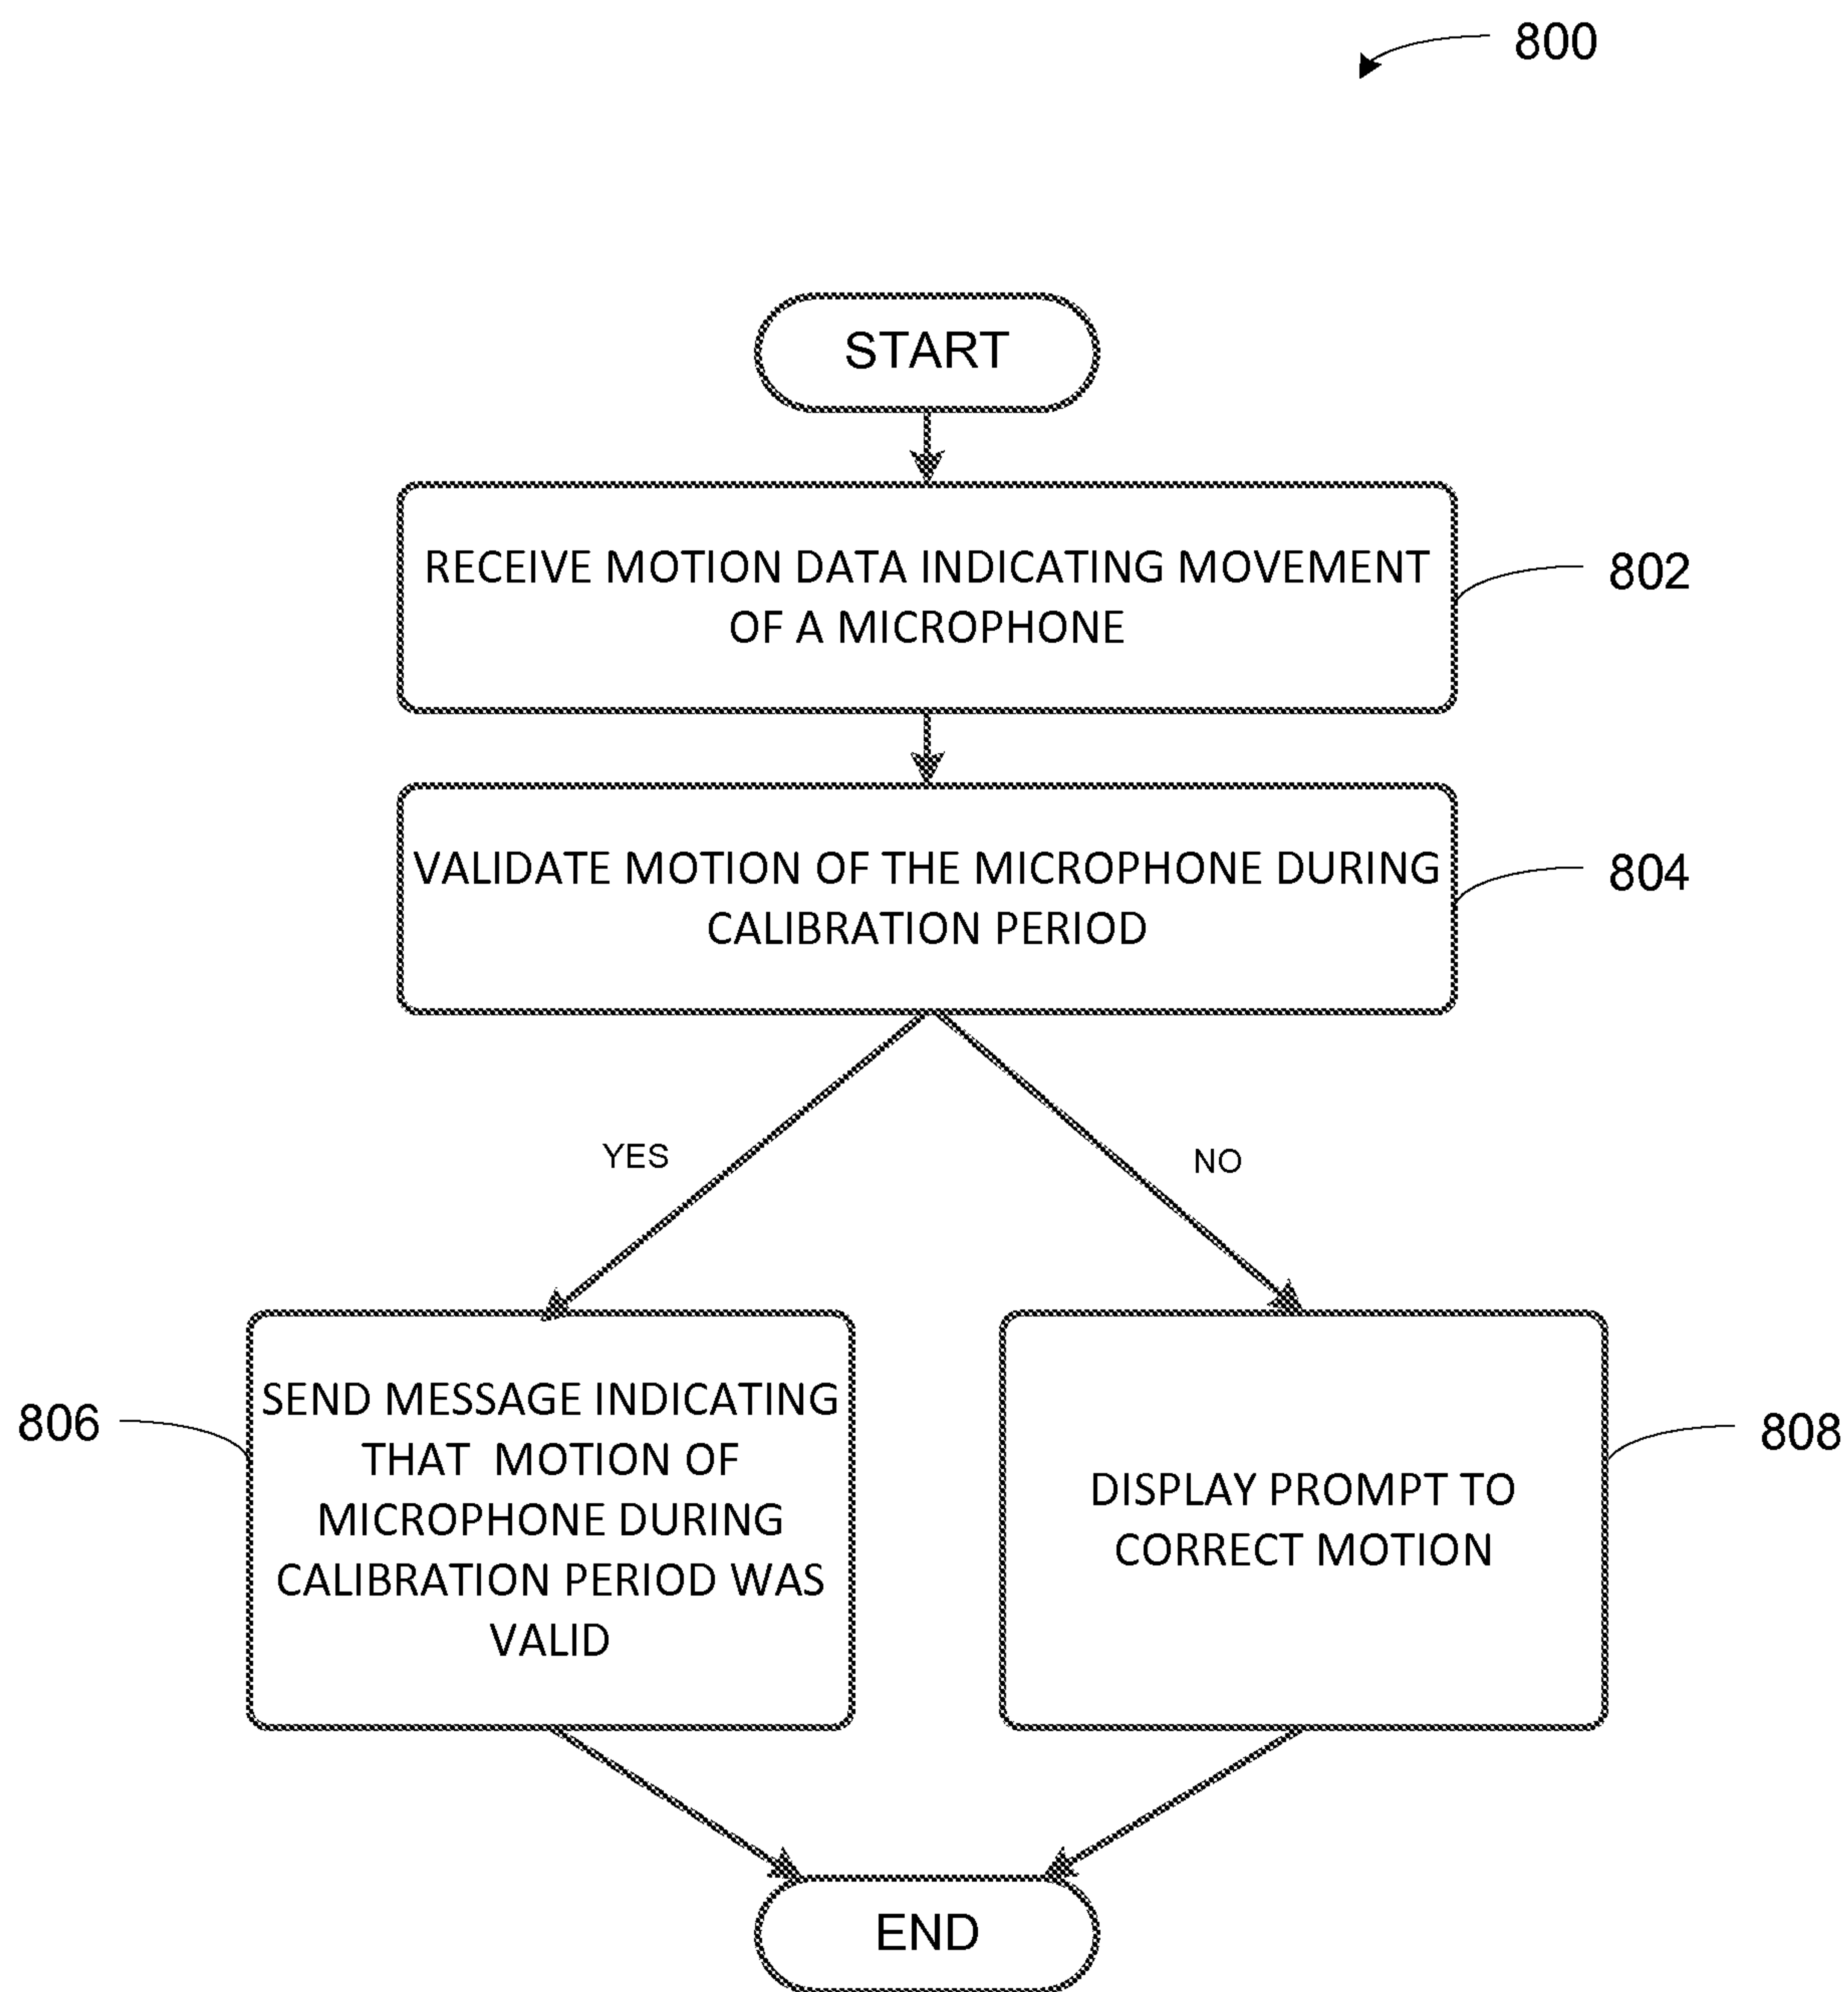 800
START
RECEIVE MOTION DATA INDICATING MOVEMENT
OF A MICROPHONE
802
VALIDATE MOTION OF THE MICROPHONE DURING
CALIBRATION PERIOD
804
YES
NO
806
SEND MESSAGE INDICATING
THAT MOTION OF
MICROPHONE DURING
CALIBRATION PERIOD WAS
VALID
DISPLAY PROMPT TO
CORRECT MOTION
808
END